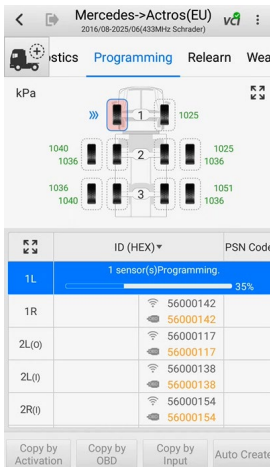 Mercedes->Actros(EU)
VCI
2016/08-2025/06(433MHz Schrader)
stics Programming Relearn Wea
kPa
1 1025
1040 1025
1036 2 1036
1036 1051
1040 3 1036
ID (HEX)▾ PSN Code
1L 1 sensor(s)Programming.
35%
1R 56000142
56000142
2L(O) 56000117
56000117
2L(I) 56000138
56000138
2R(I) 56000154
56000154
Copy by Activation
Copy by OBD
Copy by Input
Auto Create